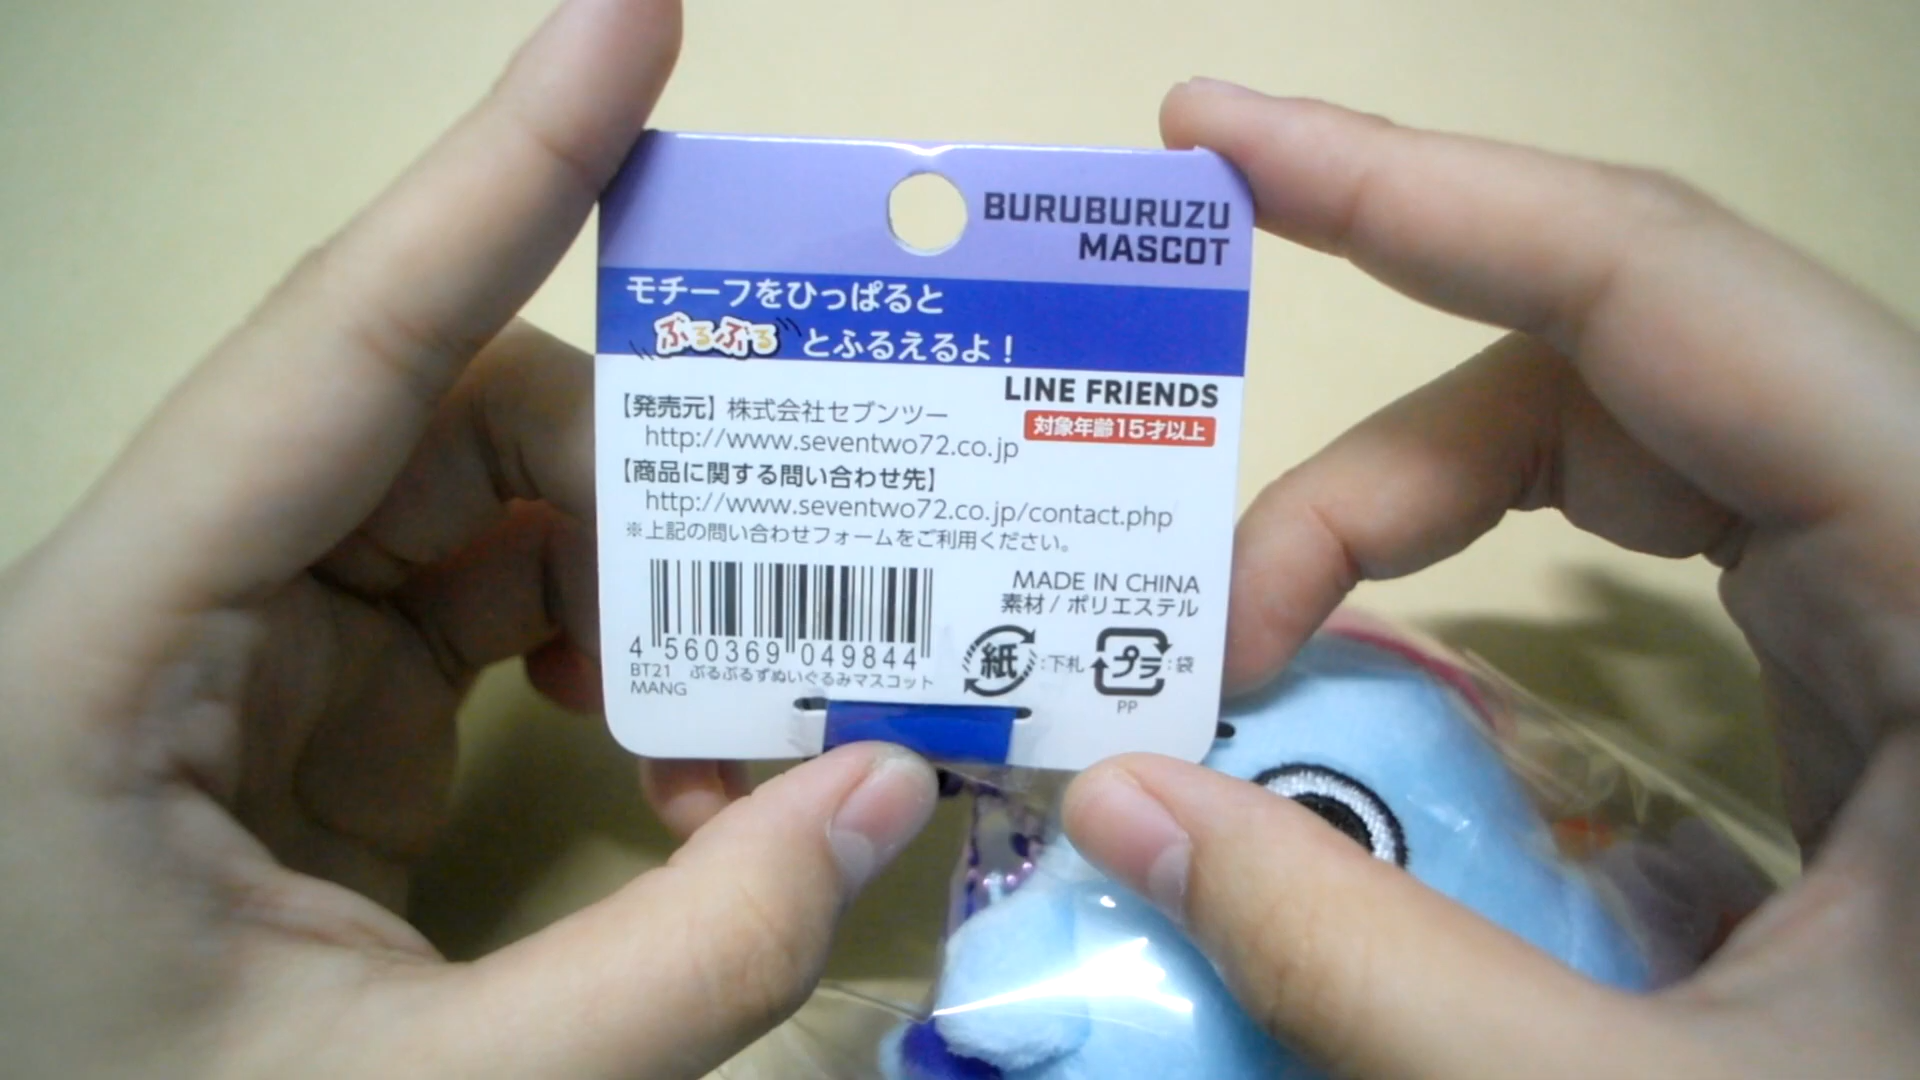 BURUBURUZU
MASCOT
モチーフをひっぱると
ぶるぶる とふるえるよ！
LINE FRIENDS
対象年齢15才以上
【発売元】株式会社セブンツー
http://www.seventwo72.co.jp
【商品に関する問い合わせ先】
http://www.seventwo72.co.jp/contact.php
※上記の問い合わせフォームをご利用ください。
MADE IN CHINA
素材/ポリエステル
4 560369 049844
紙:下札 プラ:袋
PP
BT21 ぶるぶるずぬいぐるみマスコット
MANG